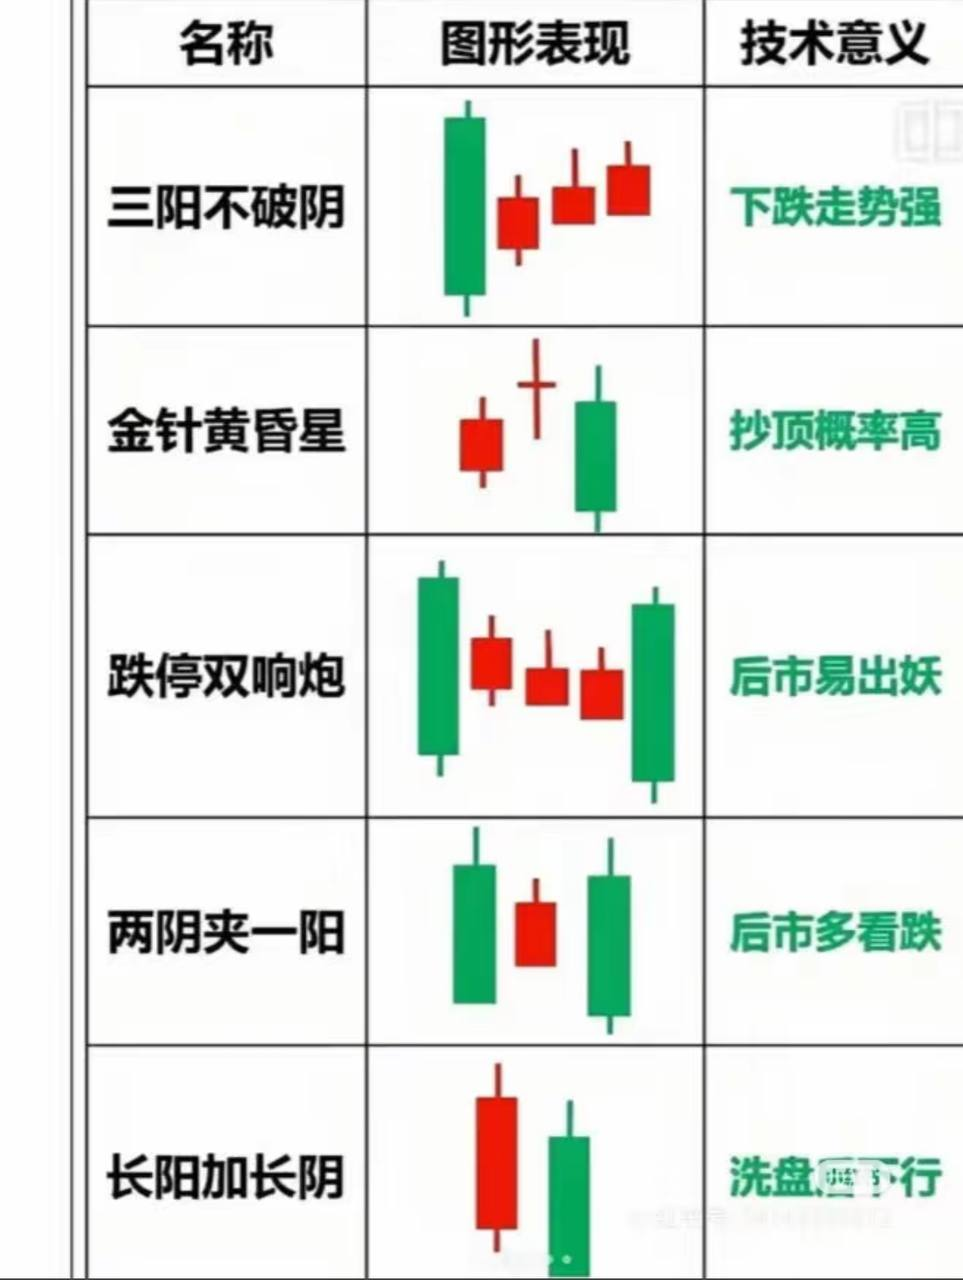 名称 图形表现 技术意义
三阳不破阴 下跌走势强
金针黄昏星 抄顶概率高
跌停双响炮 后市易出妖
两阴夹一阳 后市多看跌
长阳加长阴 洗盘 行